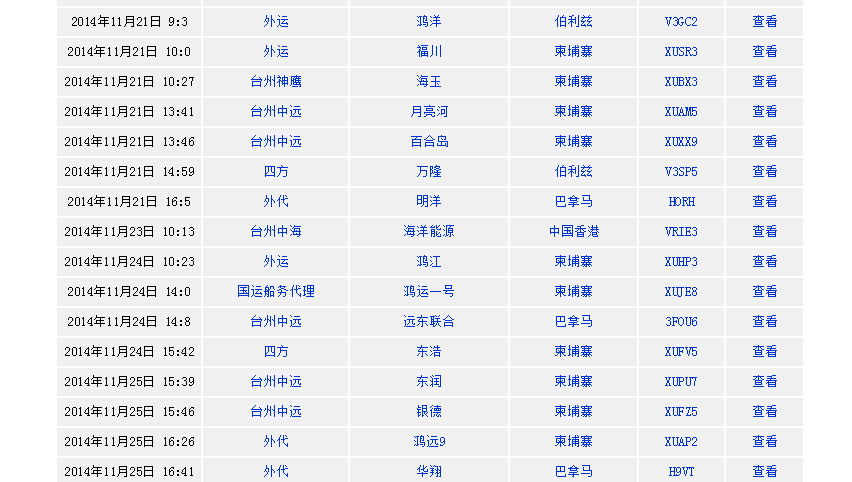 2014年11月21日 9:3 外运 鸿洋 伯利兹 V3GC2 查看
2014年11月21日 10:0 外运 福川 柬埔寨 XUSR3 查看
2014年11月21日 10:27 台州神鹰 海玉 柬埔寨 XUBX3 查看
2014年11月21日 13:41 台州中远 月亮河 柬埔寨 XUAM5 查看
2014年11月21日 13:46 台州中远 百合岛 柬埔寨 XUXX9 查看
2014年11月21日 14:59 四方 万隆 伯利兹 V3SP5 查看
2014年11月21日 16:5 外代 明洋 巴拿马 HORH 查看
2014年11月23日 10:13 台州中海 海洋能源 中国香港 VRIE3 查看
2014年11月24日 10:23 外运 鸿江 柬埔寨 XUHP3 查看
2014年11月24日 14:0 国运船务代理 鸿运一号 柬埔寨 XUJE8 查看
2014年11月24日 14:8 台州中远 远东联合 巴拿马 3FOU6 查看
2014年11月24日 15:42 四方 东浩 柬埔寨 XUFV5 查看
2014年11月25日 15:39 台州中远 东润 柬埔寨 XUPU7 查看
2014年11月25日 15:46 台州中远 银德 柬埔寨 XUFZ5 查看
2014年11月25日 16:26 外代 鸿远9 柬埔寨 XUAP2 查看
2014年11月25日 16:41 外代 华翔 巴拿马 H9VT 查看